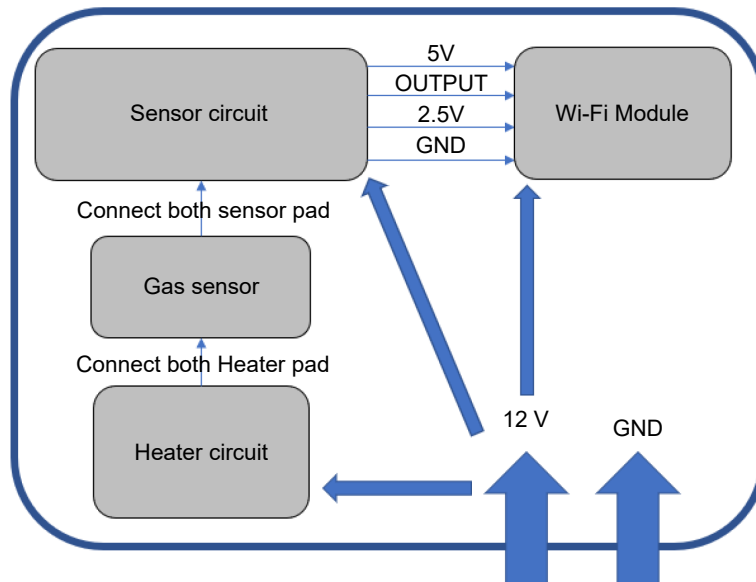 5V
OUTPUT
Sensor circuit
2.5V
Wi-Fi Module
GND
Connect both sensor pad
Gas sensor
Connect both Heater pad
12 V
GND
Heater circuit